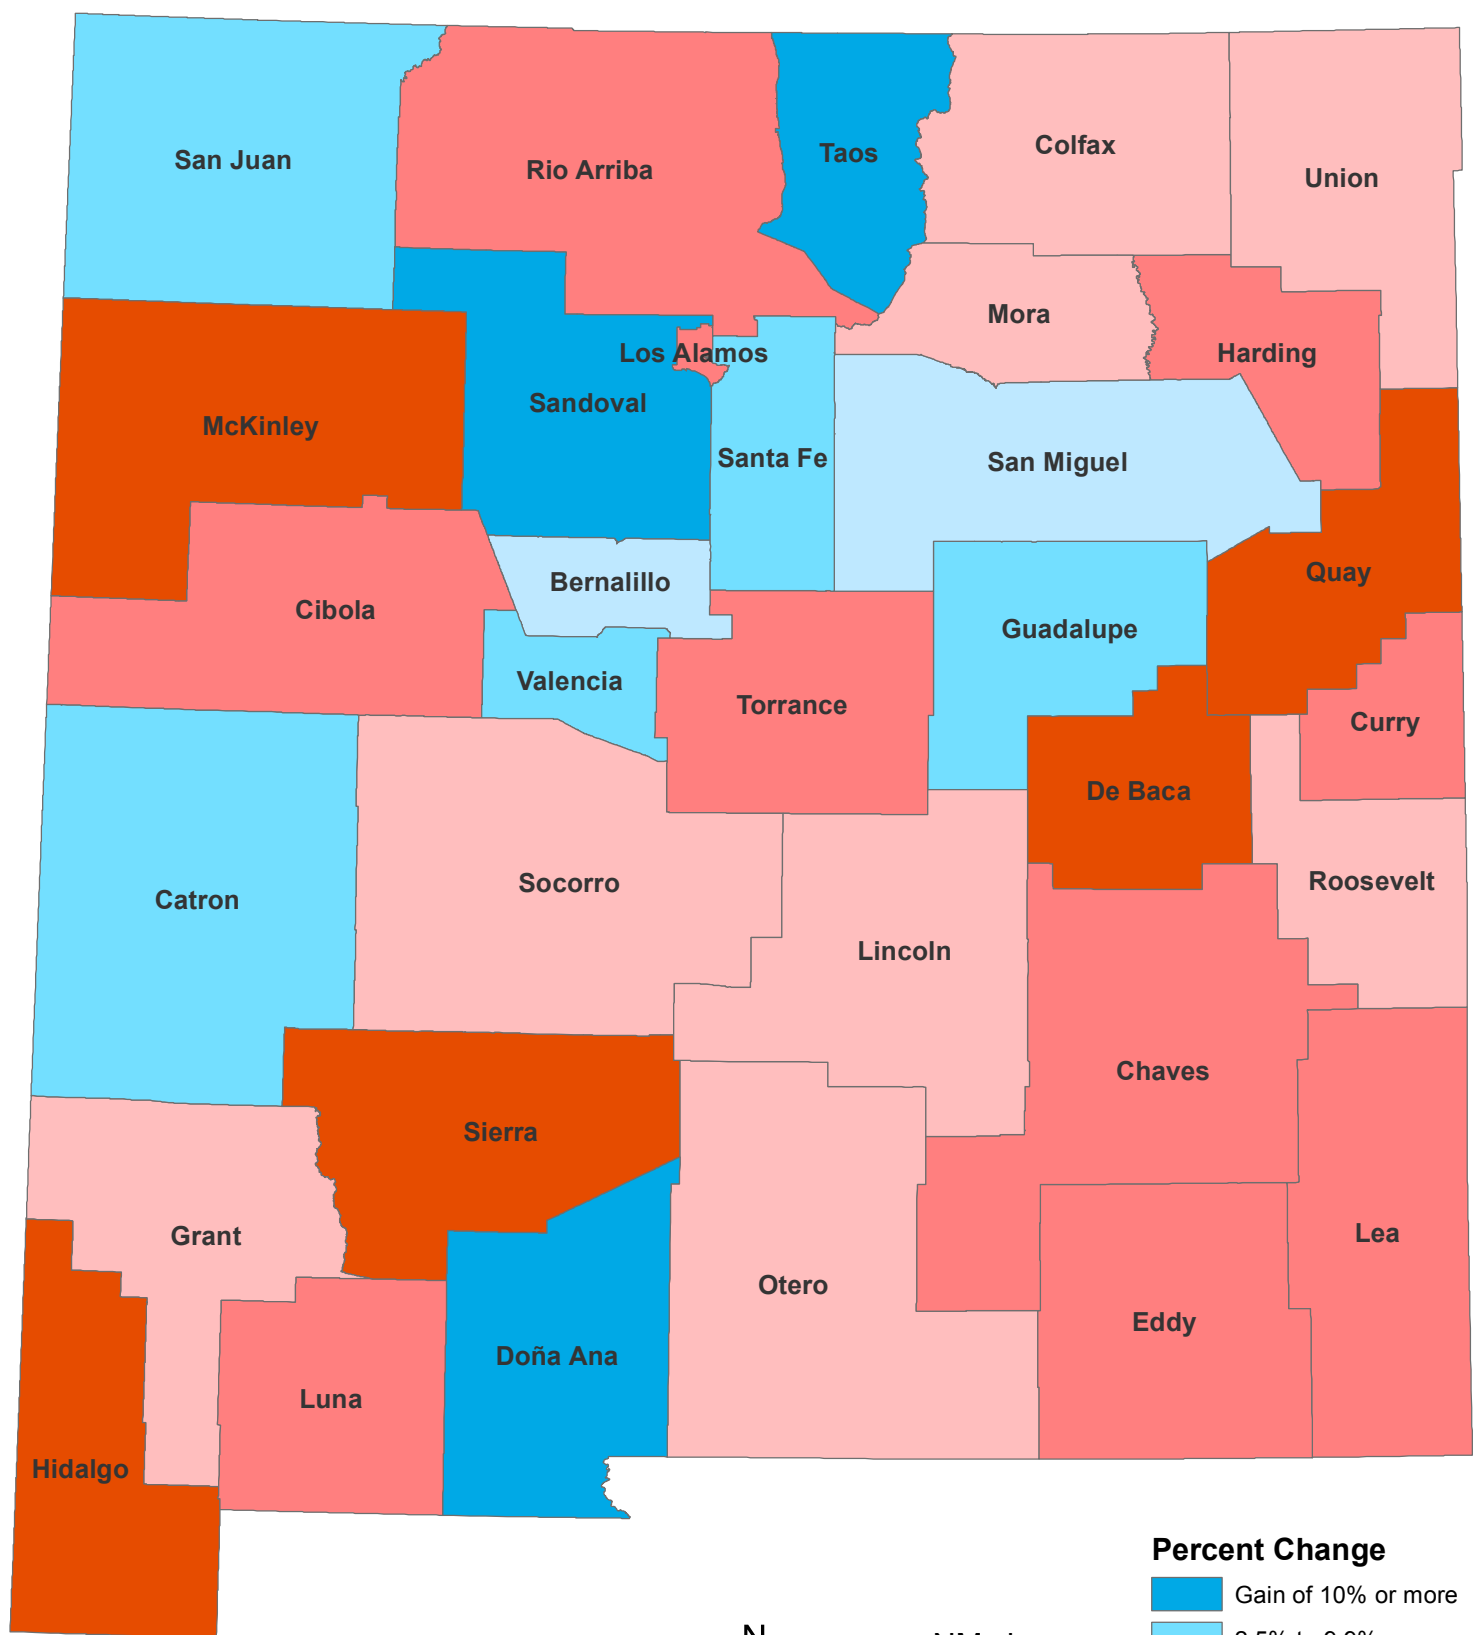 San Juan
Rio Arriba
Taos
Colfax
Union
Mora
Harding
Los Alamos
Sandoval
McKinley
Santa Fe
San Miguel
Quay
Bernalillo
Cibola
Guadalupe
Valencia
Torrance
Curry
De Baca
Socorro
Roosevelt
Catron
Lincoln
Chaves
Sierra
Grant
Lea
Otero
Eddy
Doña Ana
Luna
Hidalgo
Percent Change
Gain of 10% or more
N